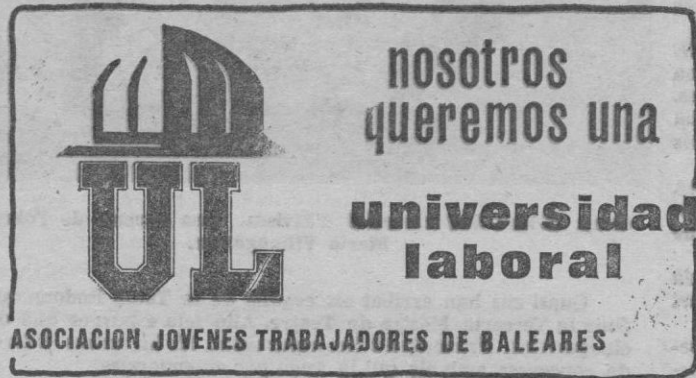 nosotros
queremos una
UL
universidad
laboral
ASOCIACION JOVENES TRABAJADORES DE BALEARES